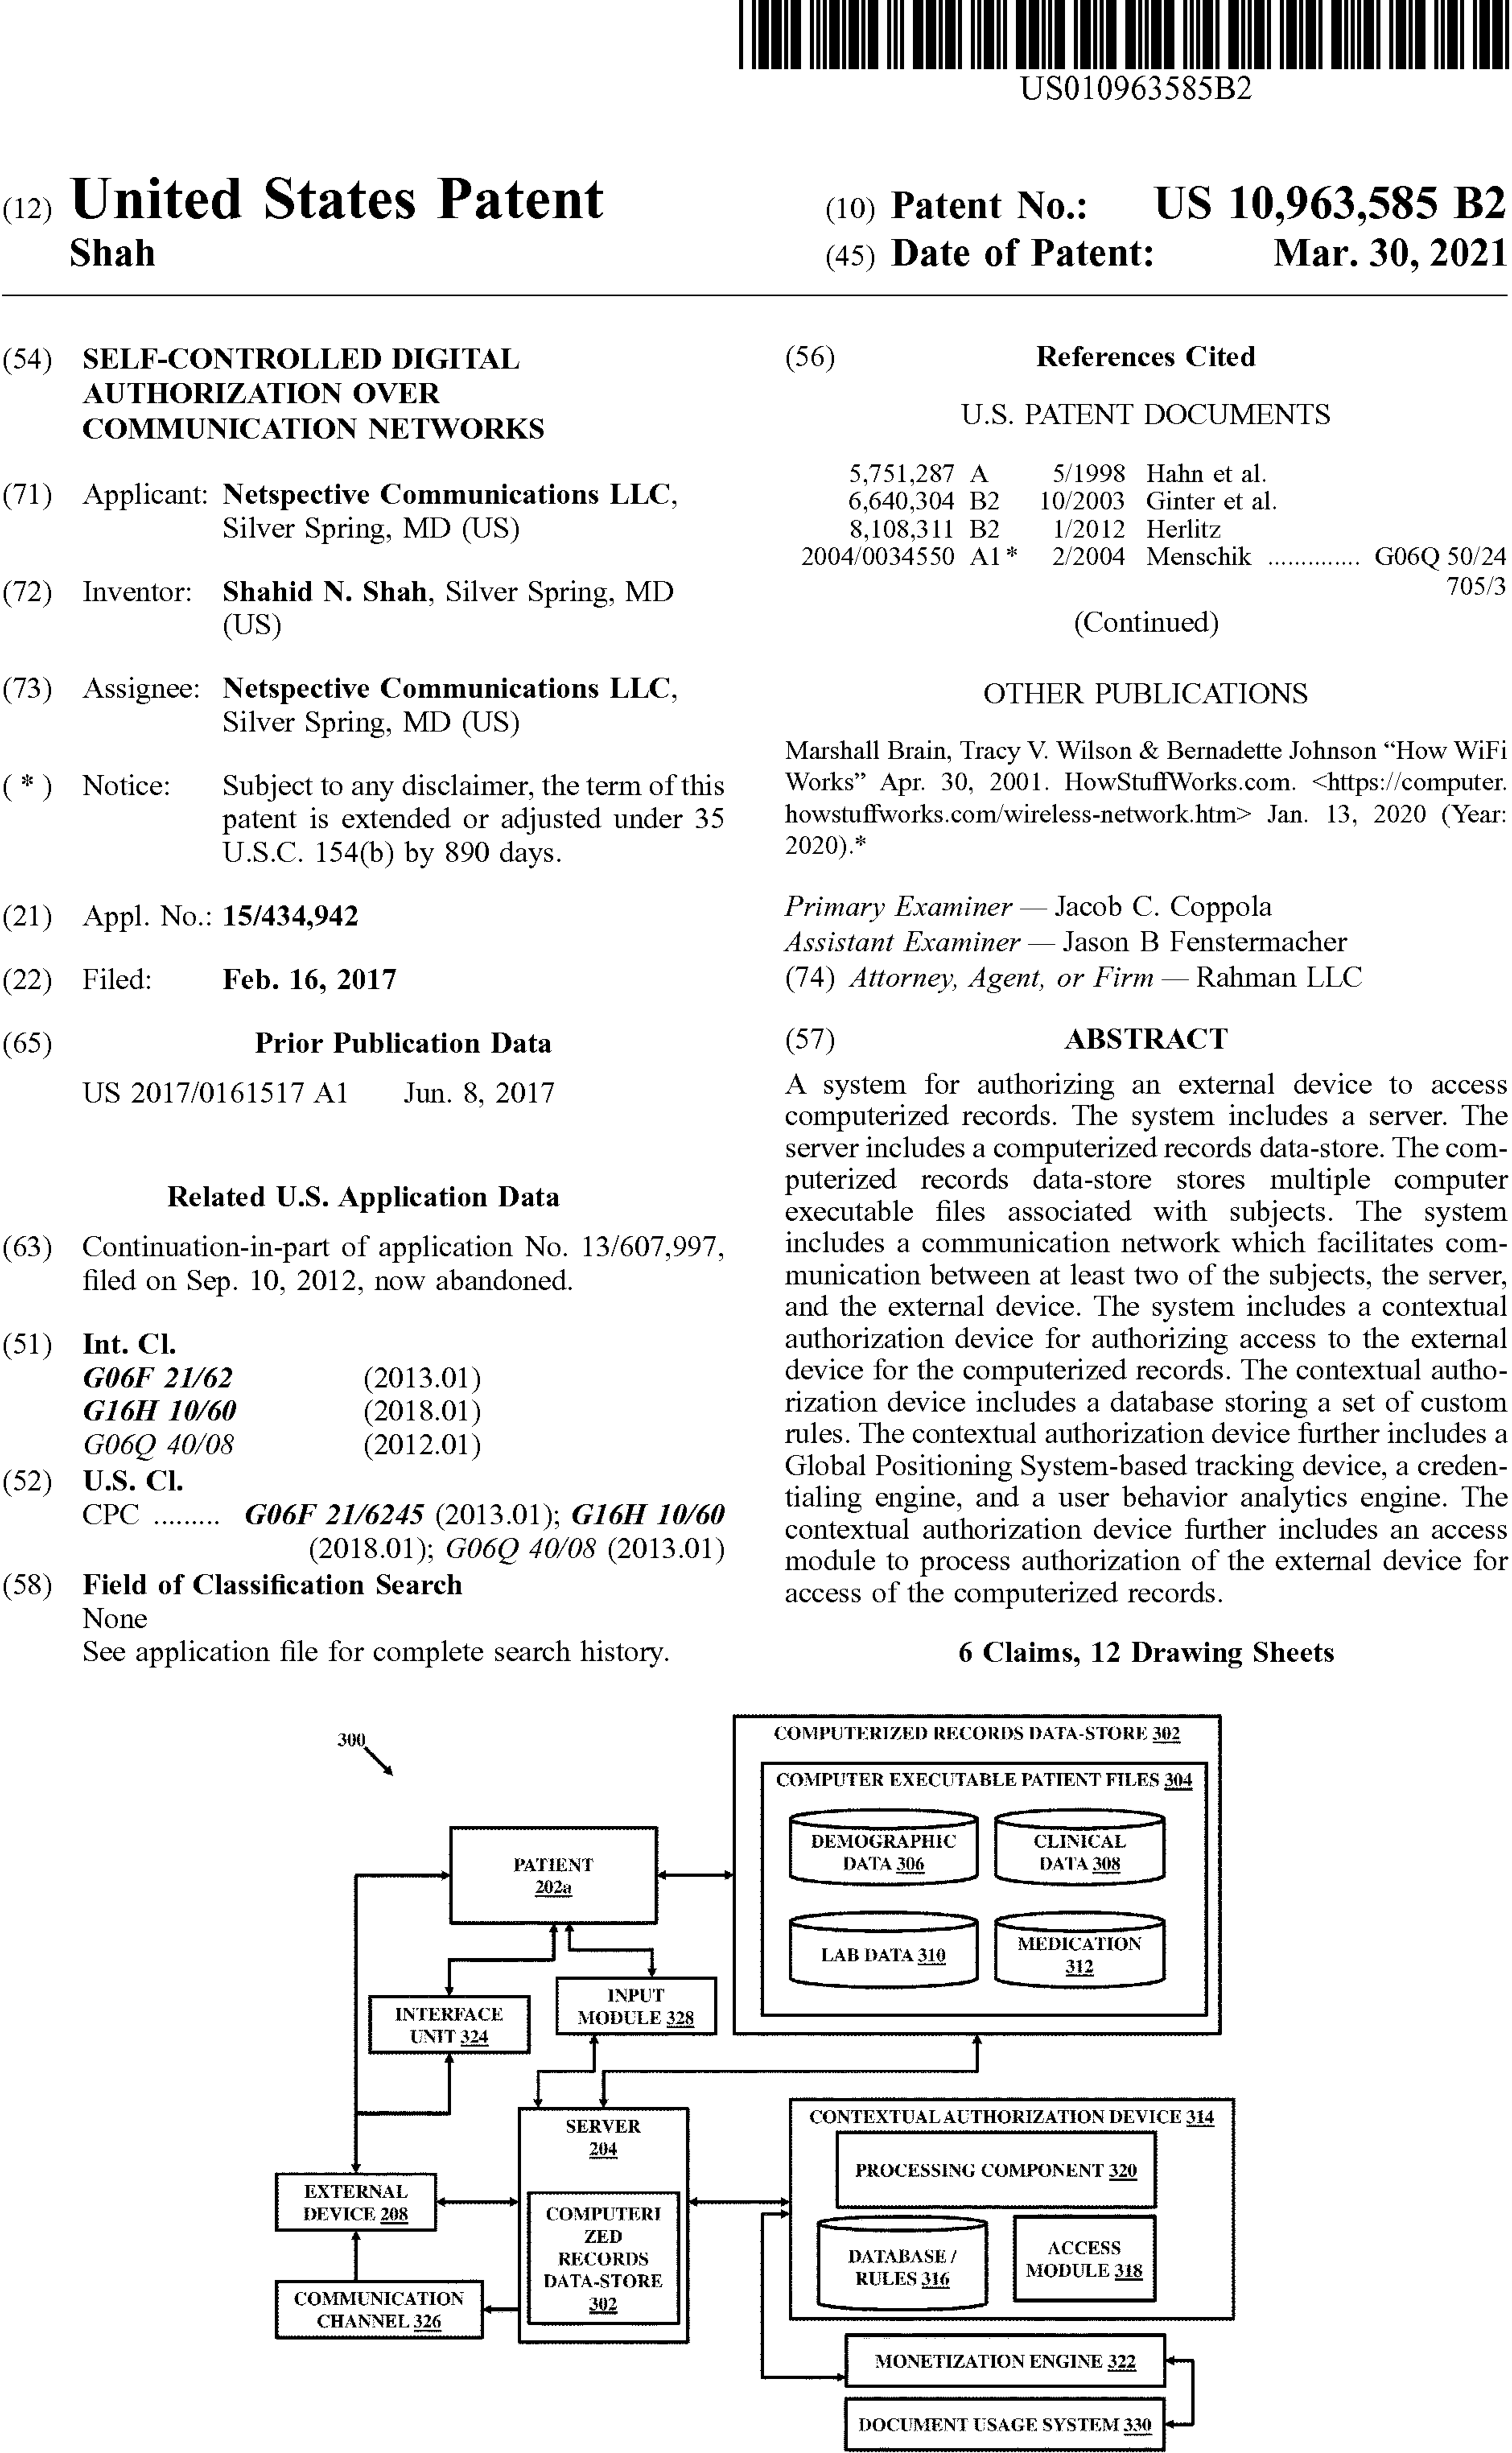 US010963585B2
(12) United States Patent
Shah
(10) Patent No.: US 10,963,585 B2
(45) Date of Patent: Mar. 30, 2021
(54) SELF-CONTROLLED DIGITAL
AUTHORIZATION OVER
COMMUNICATION NETWORKS
(71) Applicant: Netspective Communications LLC,
Silver Spring, MD (US)
(72) Inventor: Shahid N. Shah, Silver Spring, MD
(US)
(73) Assignee: Netspective Communications LLC,
Silver Spring, MD (US)
( * ) Notice: Subject to any disclaimer, the term of this
patent is extended or adjusted under 35
U.S.C. 154(b) by 890 days.
(21) Appl. No.: 15/434,942
(22) Filed: Feb. 16, 2017
(65) Prior Publication Data
US 2017/0161517 A1 Jun. 8, 2017
Related U.S. Application Data
(63) Continuation-in-part of application No. 13/607,997,
filed on Sep. 10, 2012, now abandoned.
(51) Int. Cl.
G06F 21/62 (2013.01)
G16H 10/60 (2018.01)
G06Q 40/08 (2012.01)
(52) U.S. Cl.
CPC ......... G06F 21/6245 (2013.01); G16H 10/60
(2018.01); G06Q 40/08 (2013.01)
(58) Field of Classification Search
None
See application file for complete search history.
(56) References Cited
U.S. PATENT DOCUMENTS
5,751,287 A 5/1998 Hahn et al.
6,640,304 B2 10/2003 Ginter et al.
8,108,311 B2 1/2012 Herlitz
2004/0034550 A1* 2/2004 Menschik .............. G06Q 50/24
705/3
(Continued)
OTHER PUBLICATIONS
Marshall Brain, Tracy V. Wilson & Bernadette Johnson “How WiFi
Works” Apr. 30, 2001. HowStuffWorks.com. <https://computer.
howstuffworks.com/wireless-network.htm> Jan. 13, 2020 (Year:
2020).*
Primary Examiner — Jacob C. Coppola
Assistant Examiner — Jason B Fenstermacher
(74) Attorney, Agent, or Firm — Rahman LLC
(57) ABSTRACT
A system for authorizing an external device to access
computerized records. The system includes a server. The
server includes a computerized records data-store. The com-
puterized records data-store stores multiple computer
executable files associated with subjects. The system
includes a communication network which facilitates com-
munication between at least two of the subjects, the server,
and the external device. The system includes a contextual
authorization device for authorizing access to the external
device for the computerized records. The contextual autho-
rization device includes a database storing a set of custom
rules. The contextual authorization device further includes a
Global Positioning System-based tracking device, a creden-
tialing engine, and a user behavior analytics engine. The
contextual authorization device further includes an access
module to process authorization of the external device for
access of the computerized records.
6 Claims, 12 Drawing Sheets
300
COMPUTERIZED RECORDS DATA-STORE 302
COMPUTER EXECUTABLE PATIENT FILES 304
DEMOGRAPHIC
DATA 306
CLINICAL
DATA 308
LAB DATA 310
MEDICATION
312
PATIENT
202a
INTERFACE
UNIT 324
INPUT
MODULE 328
SERVER
204
COMPUTERI
ZED
RECORDS
DATA-STORE
302
EXTERNAL
DEVICE 208
COMMUNICATION
CHANNEL 326
CONTEXTUAL AUTHORIZATION DEVICE 314
PROCESSING COMPONENT 320
DATABASE /
RULES 316
ACCESS
MODULE 318
MONETIZATION ENGINE 322
DOCUMENT USAGE SYSTEM 330